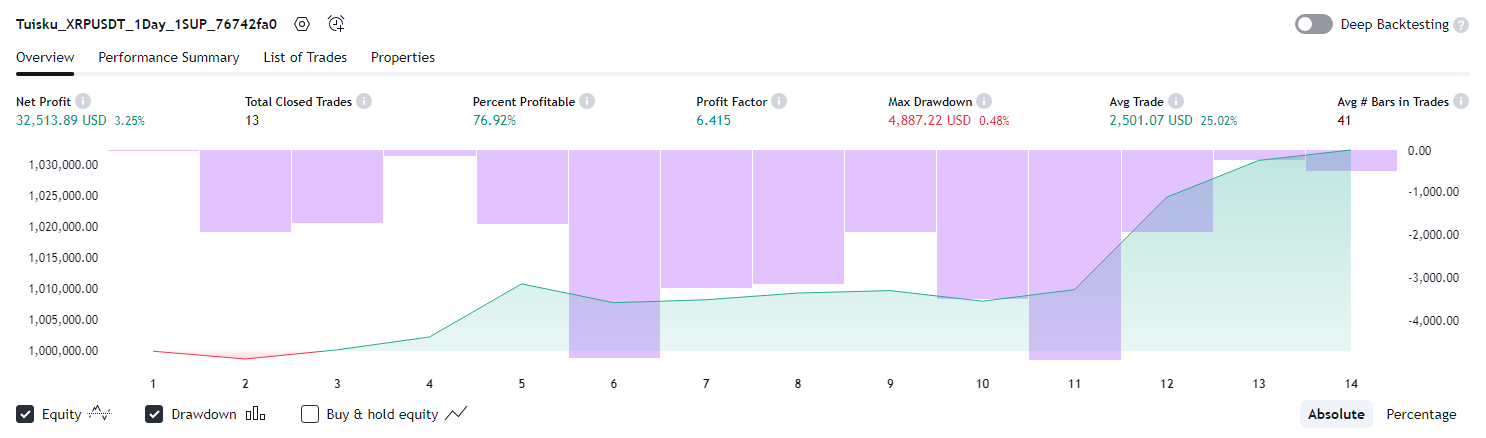 Tuisku_XRPUSDT_1Day_1SUP_76742fa0 Deep Backtesting ?
Overview Performance Summary List of Trades Properties
Net Profit Total Closed Trades Percent Profitable Profit Factor Max Drawdown Avg Trade Avg # Bars in Trades
32,513.89 USD 3.25% 13 76.92% 6.415 4,887.22 USD 0.48% 2,501.07 USD 25.02% 41
1,030,000.00 0.00
1,025,000.00 -1,000.00
1,020,000.00 -2,000.00
1,015,000.00
1,010,000.00 -3,000.00
1,005,000.00 -4,000.00
1,000,000.00
1 2 3 4 5 6 7 8 9 10 11 12 13 14
Equity Drawdown Buy & hold equity Absolute Percentage